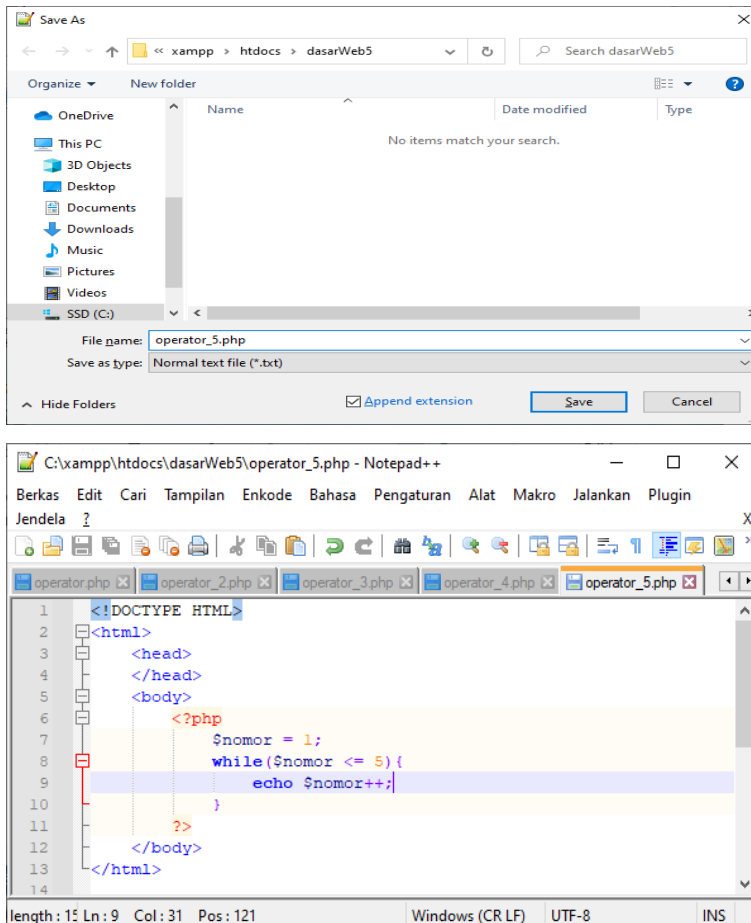 Save As
« xampp › htdocs › dasarWeb5
Search dasarWeb5
Organize
New folder
Name
Date modified
Type
No items match your search.
OneDrive
This PC
3D Objects
Desktop
Documents
Downloads
Music
Pictures
Videos
SSD (C:)
File name: operator_5.php
Save as type: Normal text file (*.txt)
Hide Folders
Append extension
Save
Cancel
C:\xampp\htdocs\dasarWeb5\operator_5.php - Notepad++
Berkas Edit Cari Tampilan Enkode Bahasa Pengaturan Alat Makro Jalankan Plugin
Jendela ? X
operator.php operator_2.php operator_3.php operator_4.php operator_5.php
1 <!DOCTYPE HTML>
2 <html>
3 <head>
4 </head>
5 <body>
6 <?php
7 $nomor = 1;
8 while($nomor <= 5){
9 echo $nomor++;
10 }
11 ?>
12 </body>
13 </html>
14
length : 15 Ln : 9 Col : 31 Pos : 121 Windows (CR LF) UTF-8 INS